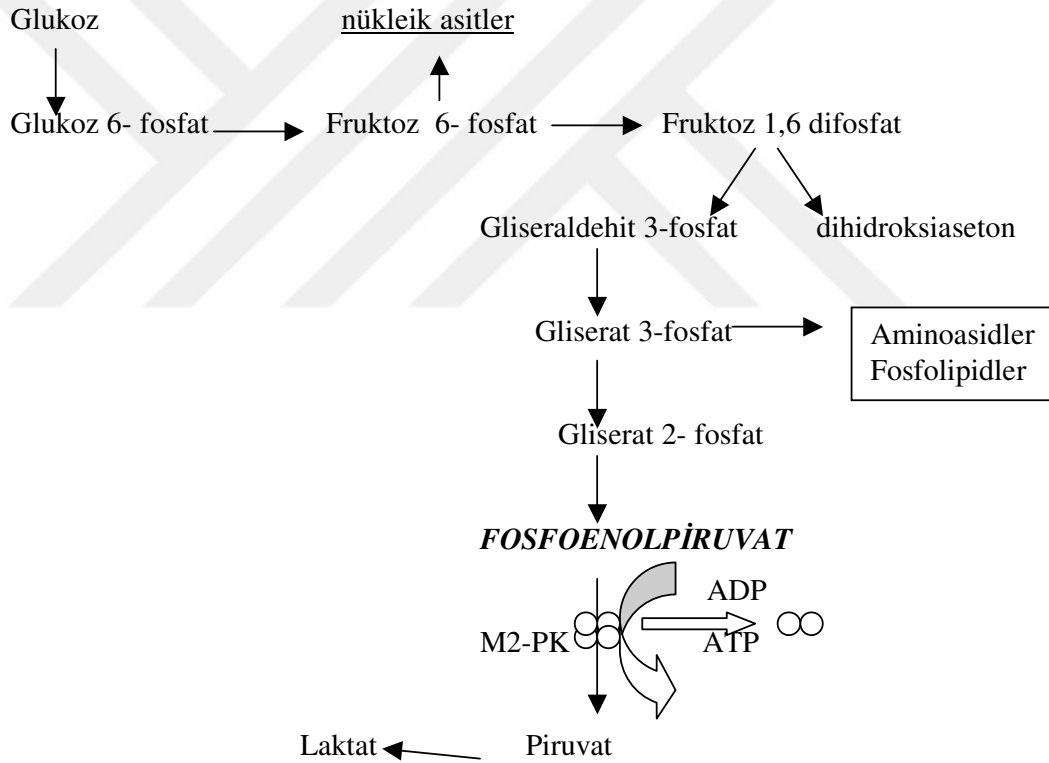 Glukoz
nükleik asitler
Glukoz 6- fosfat
Fruktoz 6- fosfat
Fruktoz 1,6 difosfat
Gliseraldehit 3-fosfat
dihidroksiaseton
Gliserat 3-fosfat
Aminoasidler
Fosfolipidler
Gliserat 2- fosfat
FOSFOENOLPİRUVAT
ADP
M2-PK
ATP
Laktat
Piruvat